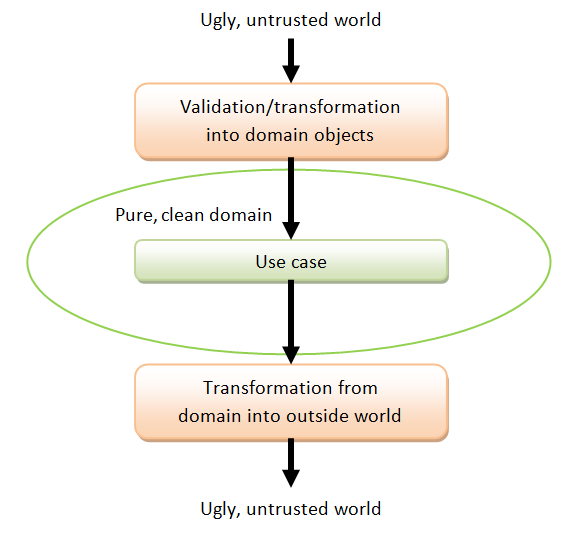 Ugly, untrusted world
Validation/transformation
into domain objects
Pure, clean domain
Use case
Transformation from
domain into outside world
Ugly, untrusted world